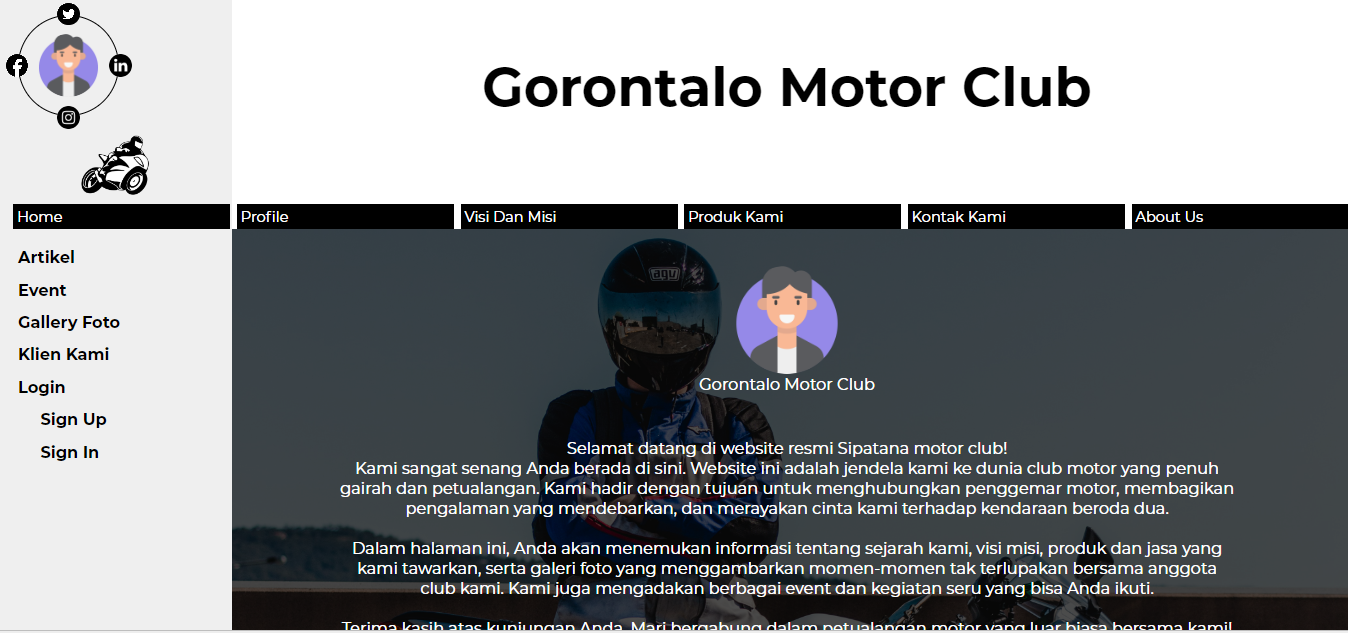 Gorontalo Motor Club
Home
Profile
Visi Dan Misi
Produk Kami
Kontak Kami
About Us
Artikel
Event
Gallery Foto
Klien Kami
Login
Sign Up
Sign In
agv
Gorontalo Motor Club
Selamat datang di website resmi Sipatana motor club!
Kami sangat senang Anda berada di sini. Website ini adalah jendela kami ke dunia club motor yang penuh
gairah dan petualangan. Kami hadir dengan tujuan untuk menghubungkan penggemar motor, membagikan
pengalaman yang mendebarkan, dan merayakan cinta kami terhadap kendaraan beroda dua.
Dalam halaman ini, Anda akan menemukan informasi tentang sejarah kami, visi misi, produk dan jasa yang
kami tawarkan, serta galeri foto yang menggambarkan momen-momen tak terlupakan bersama anggota
club kami. Kami juga mengadakan berbagai event dan kegiatan seru yang bisa Anda ikuti.
Terima kasih atas kunjungan Anda. Mari bergabung dalam petualangan motor yang luar biasa bersama kami!